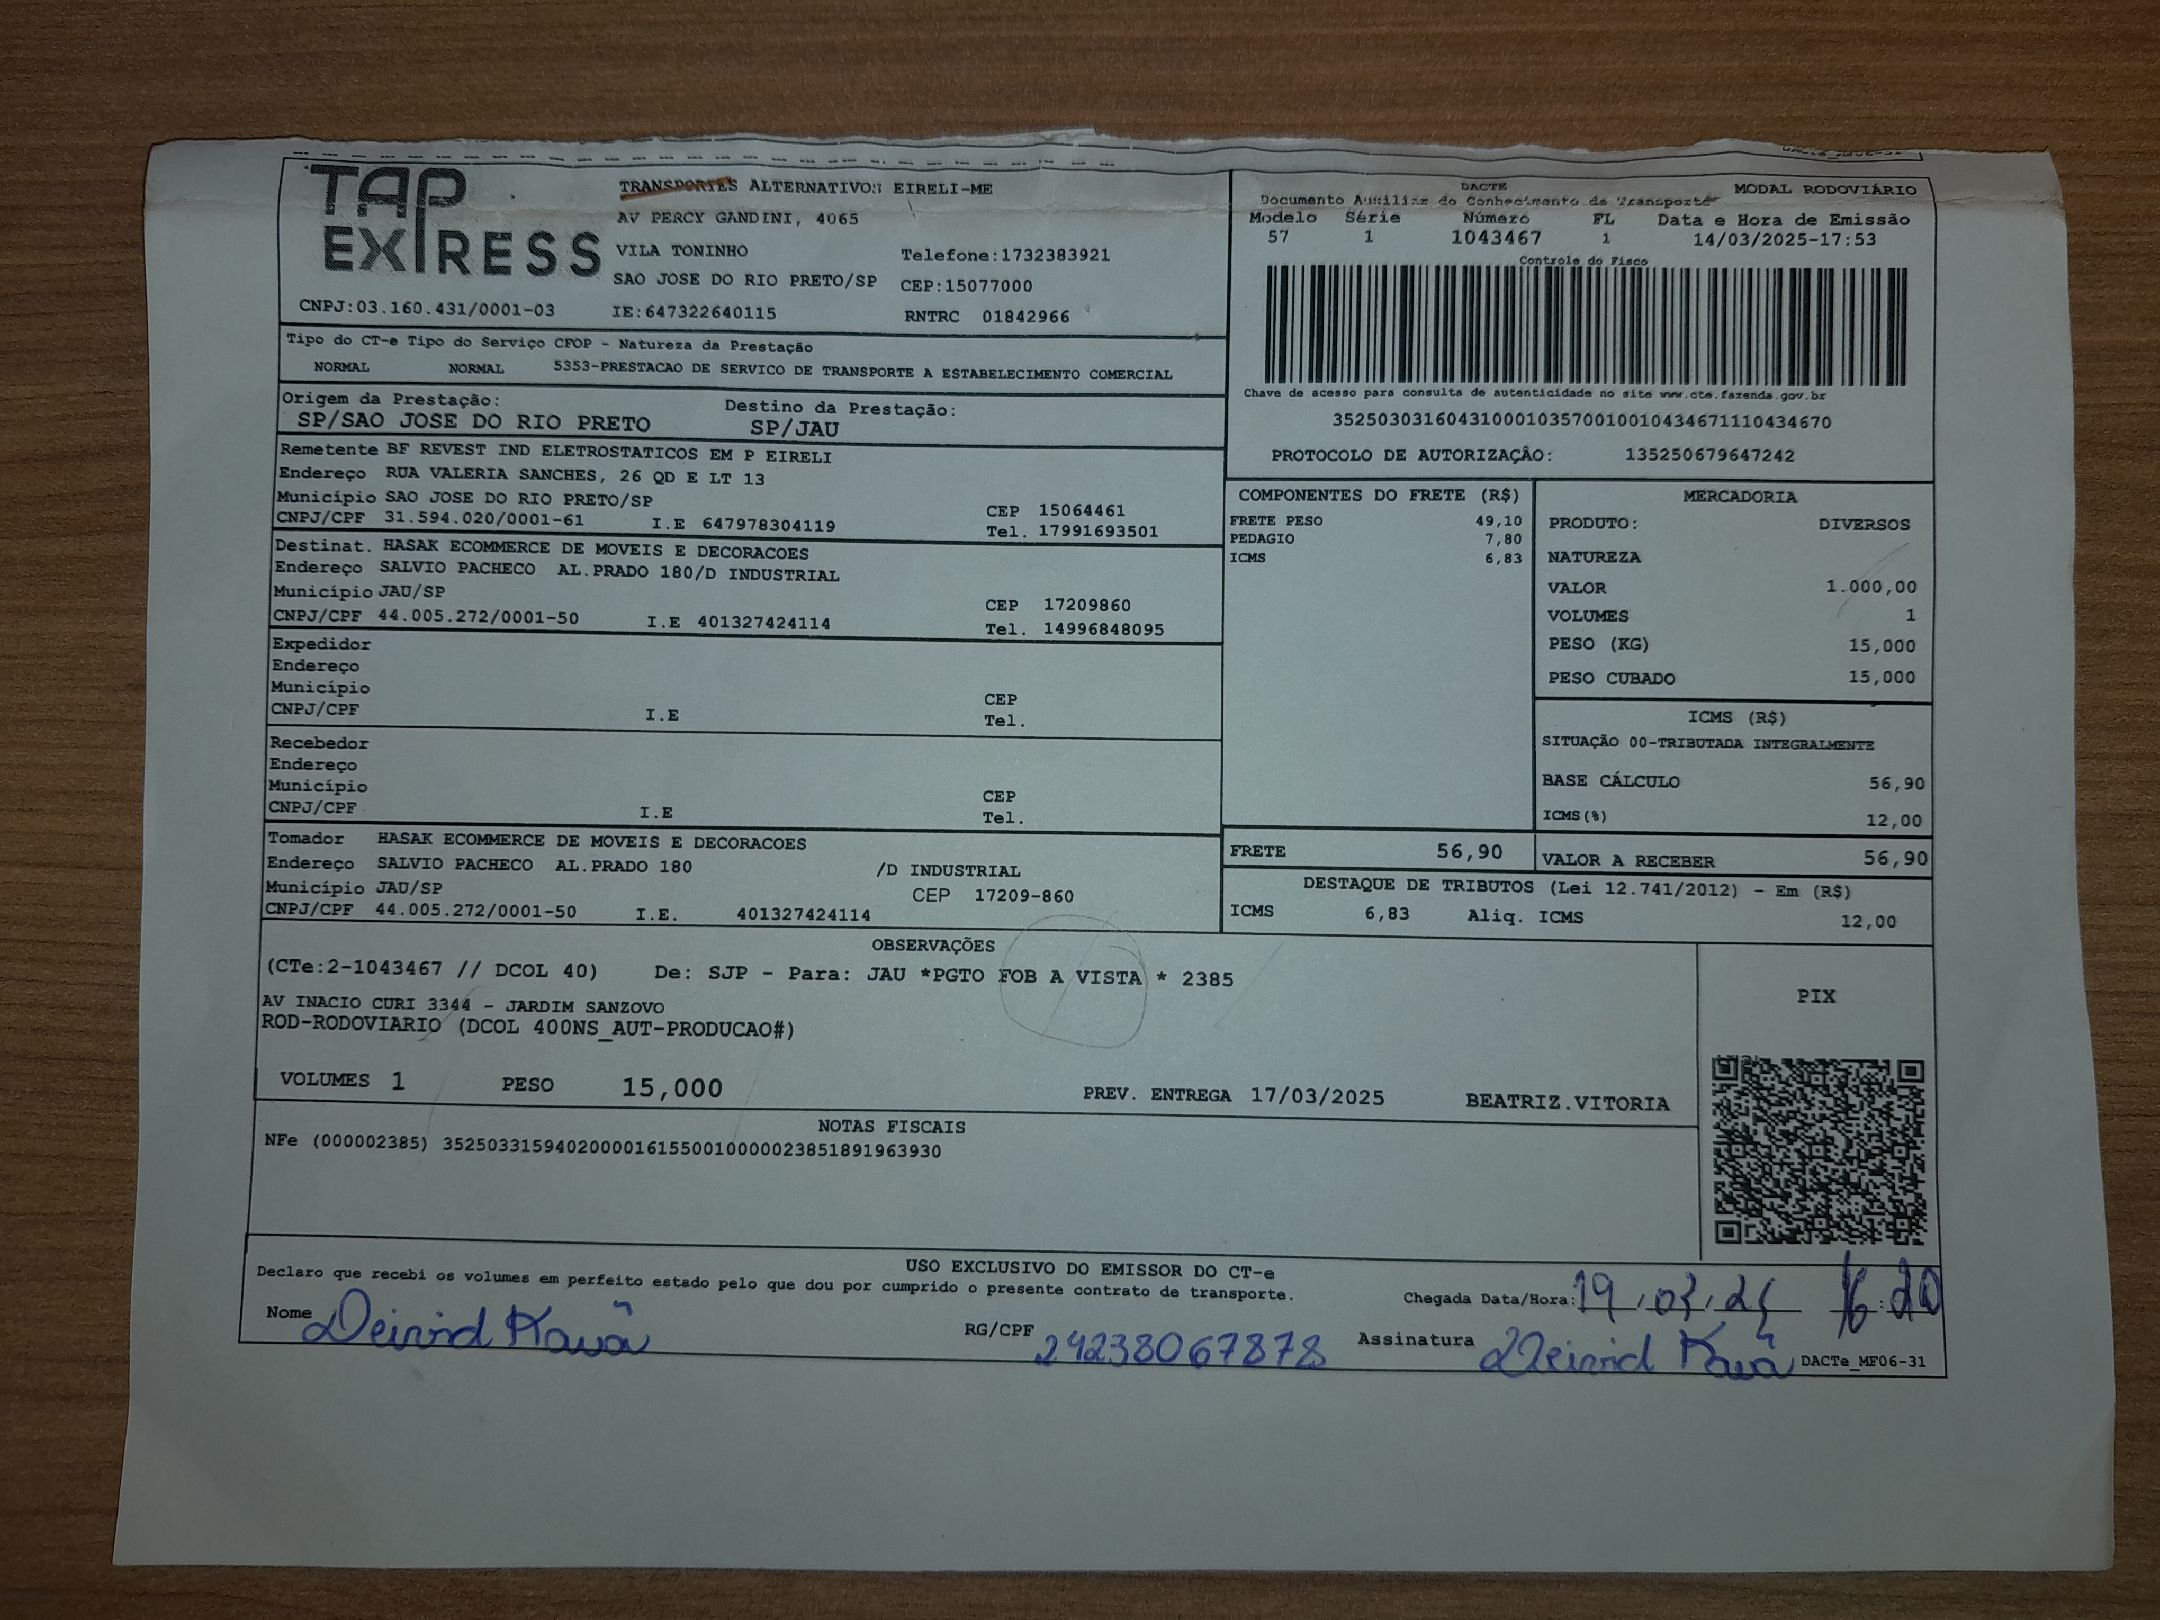 TAP
EXPRESS
TRANSPORTES ALTERNATIVOS EIRELI-ME
AV PERCY GANDINI, 4065
VILA TONINHO Telefone:1732383921
SAO JOSE DO RIO PRETO/SP CEP:15077000
CNPJ:03.160.431/0001-03 IE:647322640115 RNTRC 01842966
DACTE MODAL RODOVIÁRIO
Documento Auxiliar do Conhecimento de Transporte
Modelo Série Número FL Data e Hora de Emissão
57 1 1043467 1 14/03/2025-17:53
Controle do Fisco
Chave de acesso para consulta de autenticidade no site www.cte.fazenda.gov.br
35250303160431000103570010010434671110434670
PROTOCOLO DE AUTORIZAÇÃO: 135250679647242
Tipo do CT-e Tipo do Serviço CFOP - Natureza da Prestação
NORMAL NORMAL 5353-PRESTACAO DE SERVICO DE TRANSPORTE A ESTABELECIMENTO COMERCIAL
Origem da Prestação: Destino da Prestação:
SP/SAO JOSE DO RIO PRETO SP/JAU
Remetente BF REVEST IND ELETROSTATICOS EM P EIRELI
Endereço RUA VALERIA SANCHES, 26 QD E LT 13
Município SAO JOSE DO RIO PRETO/SP CEP 15064461
CNPJ/CPF 31.594.020/0001-61 I.E 647978304119 Tel. 17991693501
Destinat. HASAK ECOMMERCE DE MOVEIS E DECORACOES
Endereço SALVIO PACHECO AL.PRADO 180/D INDUSTRIAL
Município JAU/SP CEP 17209860
CNPJ/CPF 44.005.272/0001-50 I.E 401327424114 Tel. 14996848095
Expedidor
Endereço
Município CEP
CNPJ/CPF I.E Tel.
Recebedor
Endereço
Município CEP
CNPJ/CPF I.E Tel.
Tomador HASAK ECOMMERCE DE MOVEIS E DECORACOES
Endereço SALVIO PACHECO AL.PRADO 180 /D INDUSTRIAL
Município JAU/SP CEP 17209-860
CNPJ/CPF 44.005.272/0001-50 I.E. 401327424114
COMPONENTES DO FRETE (R$)
FRETE PESO 49,10
PEDAGIO 7,80
ICMS 6,83
MERCADORIA
PRODUTO: DIVERSOS
NATUREZA
VALOR 1.000,00
VOLUMES 1
PESO (KG) 15,000
PESO CUBADO 15,000
ICMS (R$)
SITUAÇÃO 00-TRIBUTADA INTEGRALMENTE
BASE CÁLCULO 56,90
ICMS(%) 12,00
FRETE 56,90 VALOR A RECEBER 56,90
DESTAQUE DE TRIBUTOS (Lei 12.741/2012) - Em (R$)
ICMS 6,83 Aliq. ICMS 12,00
OBSERVAÇÕES
(CTe:2-1043467 // DCOL 40) De: SJP - Para: JAU *PGTO FOB A VISTA * 2385
AV INACIO CURI 3344 - JARDIM SANZOVO
ROD-RODOVIARIO (DCOL 400NS_AUT-PRODUCAO#)
VOLUMES 1 PESO 15,000 PREV. ENTREGA 17/03/2025 BEATRIZ.VITORIA
PIX
NOTAS FISCAIS
NFe (000002385) 35250331594020000161550010000023851891963930
USO EXCLUSIVO DO EMISSOR DO CT-e
Declaro que recebi os volumes em perfeito estado pelo que dou por cumprido o presente contrato de transporte.
Chegada Data/Hora: 16:20
Nome Deivid Kauã RG/CPF 24238067878 Assinatura Deivid Kauã DACTe_MF06-31